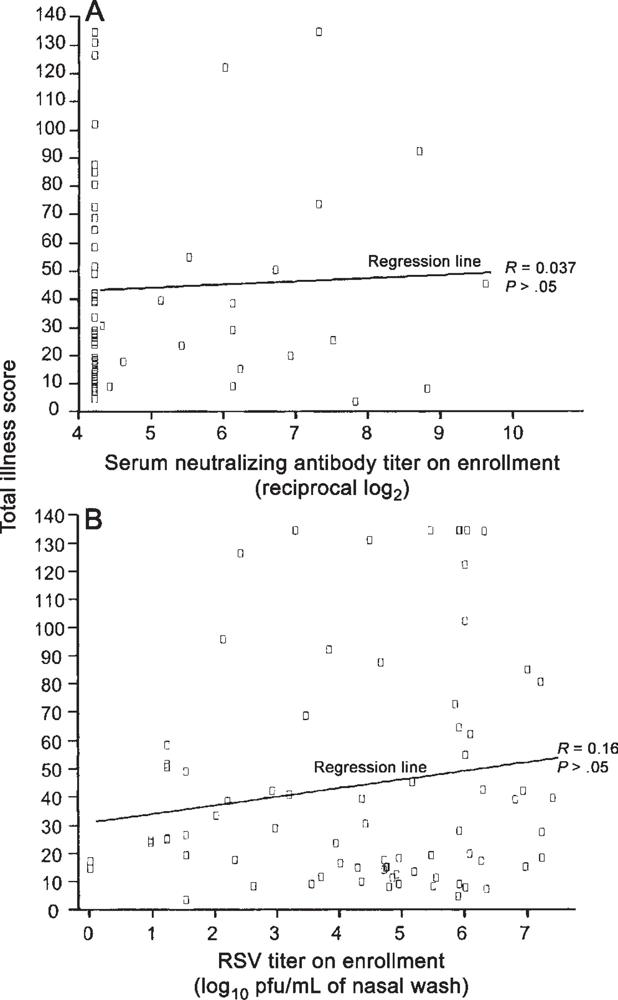 A
140
130
120
110
100
90
80
70
60
50
40
30
20
10
0
Regression line
R = 0.037
P > .05
4 5 6 7 8 9 10
Serum neutralizing antibody titer on enrollment
(reciprocal log2)
Total illness score
B
140
130
120
110
100
90
80
70
60
50
40
30
20
10
0
Regression line
R = 0.16
P > .05
0 1 2 3 4 5 6 7
RSV titer on enrollment
(log10 pfu/mL of nasal wash)